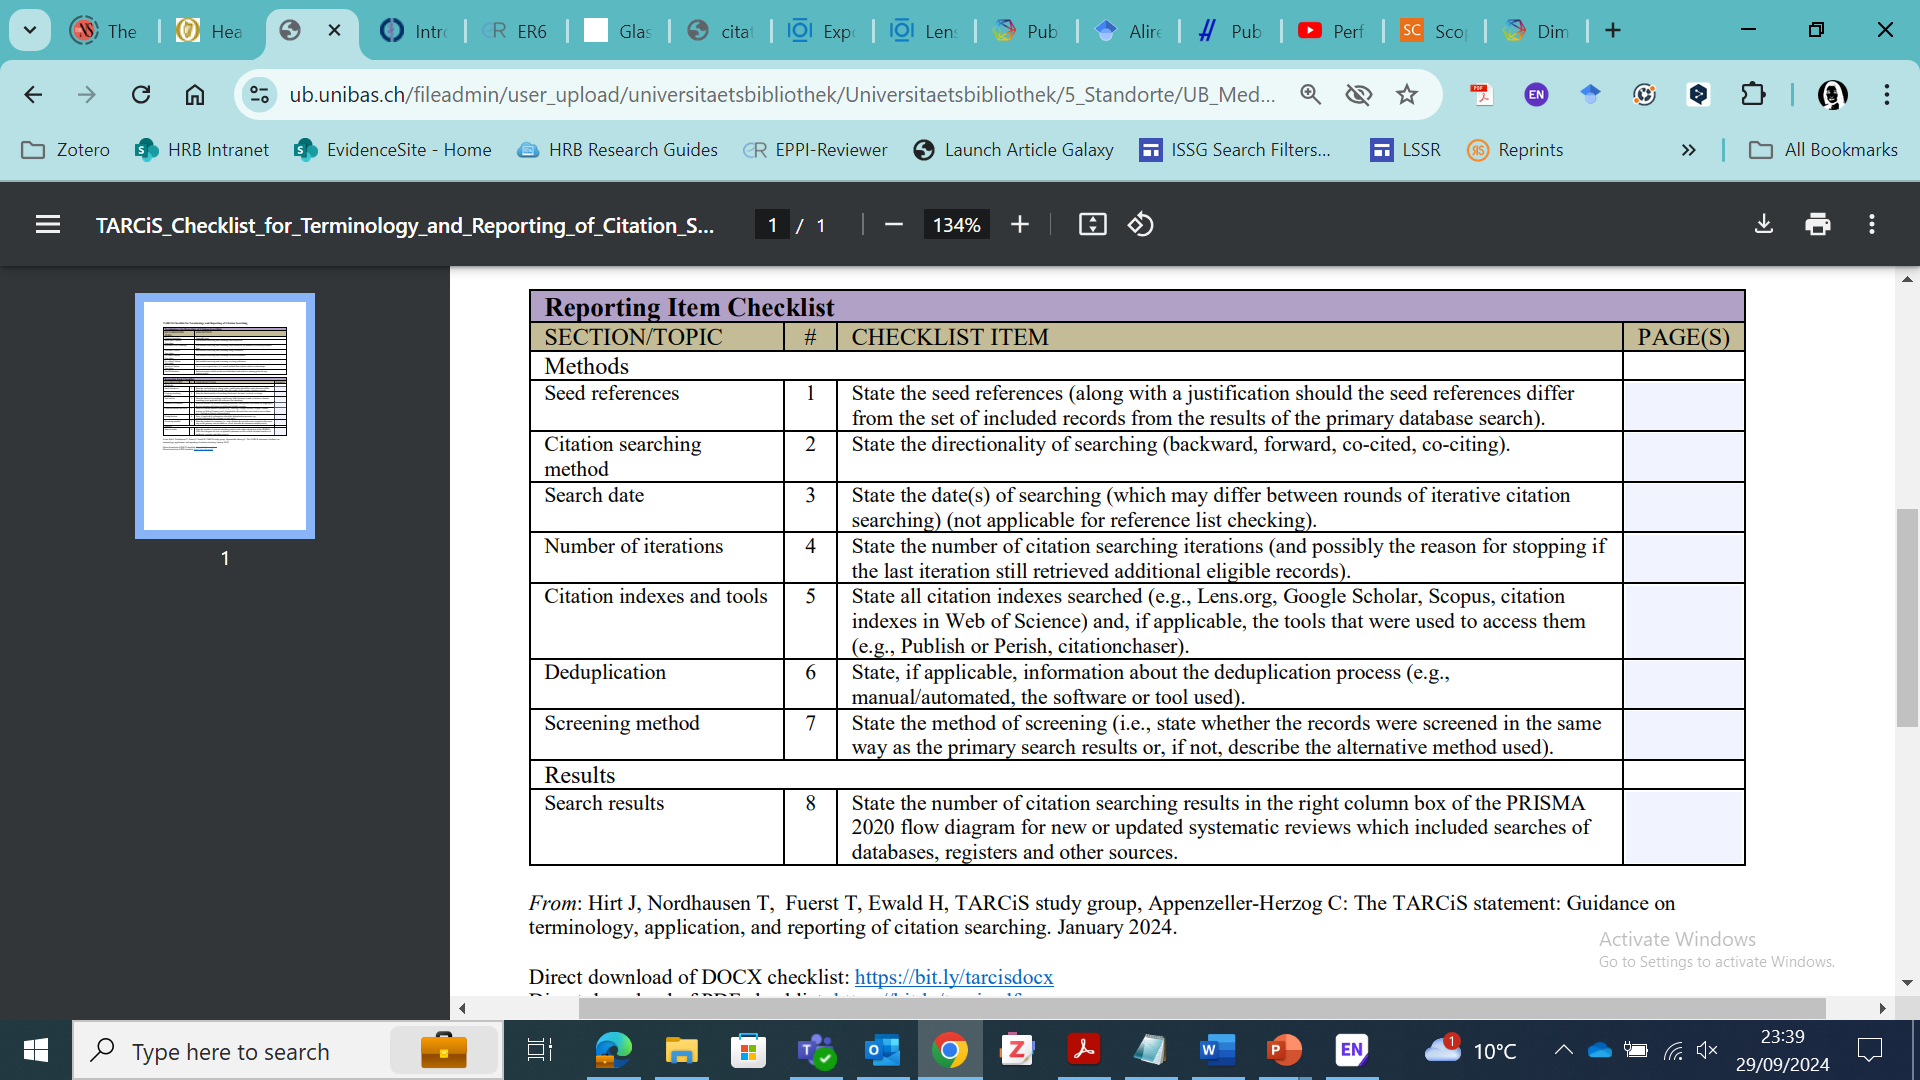 The
Hea
Intro
ER6
Glas
citat
Expo
Lens
Pub
Alire
Pub
Perf
SC
Sco
Dim
ub.unibas.ch/fileadmin/user_upload/universitaetsbibliothek/Universitaetsbibliothek/5_Standorte/UB_Med...
EN
Zotero
HRB Intranet
EvidenceSite - Home
HRB Research Guides
EPPI-Reviewer
Launch Article Galaxy
ISSG Search Filters...
LSSR
Reprints
All Bookmarks
TARCiS_Checklist_for_Terminology_and_Reporting_of_Citation_S...
1 / 1
134%
1
Reporting Item Checklist
SECTION/TOPIC # CHECKLIST ITEM PAGE(S)
Methods
Seed references 1 State the seed references (along with a justification should the seed references differ
from the set of included records from the results of the primary database search).
Citation searching 2 State the directionality of searching (backward, forward, co-cited, co-citing).
method
Search date 3 State the date(s) of searching (which may differ between rounds of iterative citation
searching) (not applicable for reference list checking).
Number of iterations 4 State the number of citation searching iterations (and possibly the reason for stopping if
the last iteration still retrieved additional eligible records).
Citation indexes and tools 5 State all citation indexes searched (e.g., Lens.org, Google Scholar, Scopus, citation
indexes in Web of Science) and, if applicable, the tools that were used to access them
(e.g., Publish or Perish, citationchaser).
Deduplication 6 State, if applicable, information about the deduplication process (e.g.,
manual/automated, the software or tool used).
Screening method 7 State the method of screening (i.e., state whether the records were screened in the same
way as the primary search results or, if not, describe the alternative method used).
Results
Search results 8 State the number of citation searching results in the right column box of the PRISMA
2020 flow diagram for new or updated systematic reviews which included searches of
databases, registers and other sources.
From: Hirt J, Nordhausen T, Fuerst T, Ewald H, TARCiS study group, Appenzeller-Herzog C: The TARCiS statement: Guidance on
terminology, application, and reporting of citation searching. January 2024.
Activate Windows
Go to Settings to activate Windows.
Direct download of DOCX checklist: https://bit.ly/tarcisdocx
Type here to search
EN
1
10°C
23:39
29/09/2024